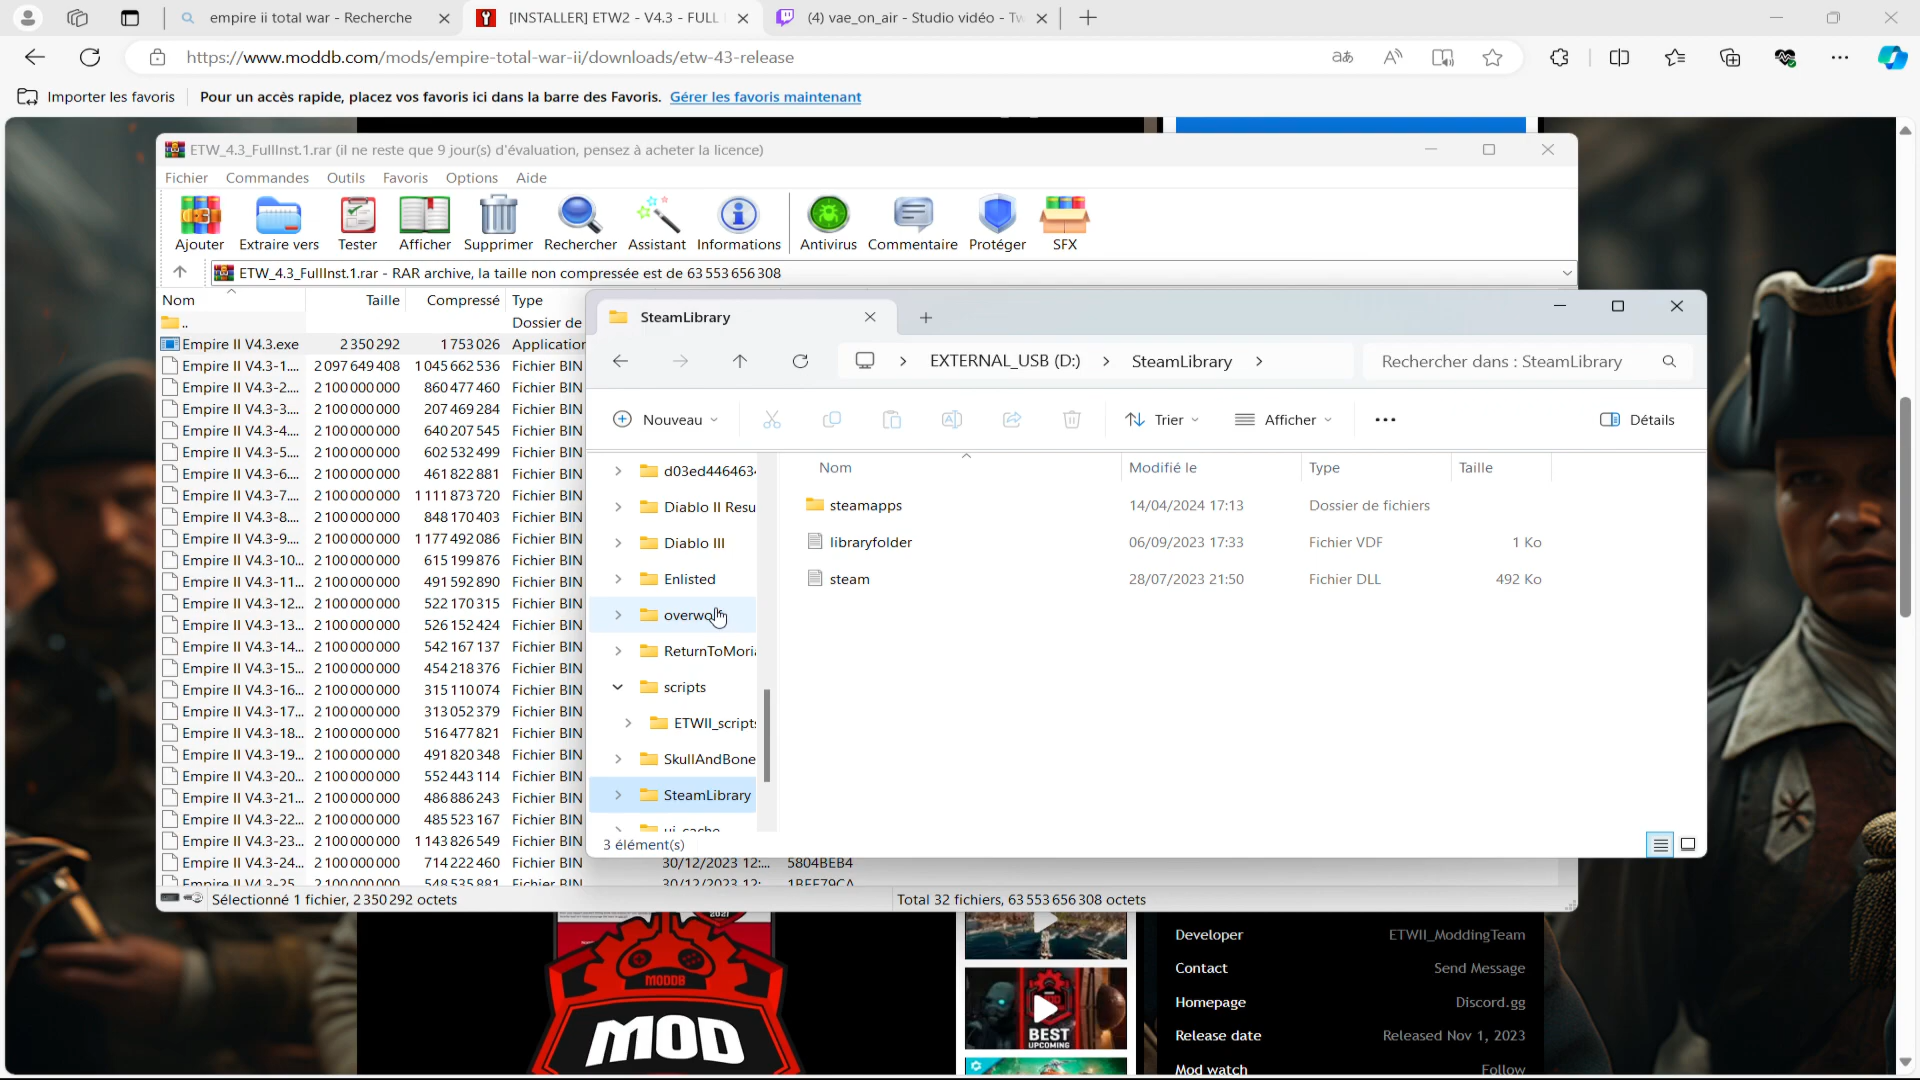 empire ii total war - Recherche
[INSTALLER] ETW2 - V4.3 - FULL
(4) vae_on_air - Studio vidéo - Tw
https://www.moddb.com/mods/empire-total-war-ii/downloads/etw-43-release
Importer les favoris
Pour un accès rapide, placez vos favoris ici dans la barre des Favoris. Gérer les favoris maintenant
ETW_4.3_FullInst.1.rar (il ne reste que 9 jour(s) d'évaluation, pensez à acheter la licence)
Fichier Commandes Outils Favoris Options Aide
Ajouter Extraire vers Tester Afficher Supprimer Rechercher Assistant Informations Antivirus Commentaire Protéger SFX
ETW_4.3_FullInst.1.rar - RAR archive, la taille non compressée est de 63 553 656 308
Nom Taille Compressé Type
.. Dossier de
Empire II V4.3.exe 2 350 292 1 753 026 Application
Empire II V4.3-1.... 2 097 649 408 1 045 662 536 Fichier BIN
Empire II V4.3-2.... 2 100 000 000 860 477 460 Fichier BIN
Empire II V4.3-3.... 2 100 000 000 207 469 284 Fichier BIN
Empire II V4.3-4.... 2 100 000 000 640 207 545 Fichier BIN
Empire II V4.3-5.... 2 100 000 000 602 532 499 Fichier BIN
Empire II V4.3-6.... 2 100 000 000 461 822 881 Fichier BIN
Empire II V4.3-7.... 2 100 000 000 1 111 873 720 Fichier BIN
Empire II V4.3-8.... 2 100 000 000 848 170 403 Fichier BIN
Empire II V4.3-9.... 2 100 000 000 1 177 492 086 Fichier BIN
Empire II V4.3-10... 2 100 000 000 615 199 876 Fichier BIN
Empire II V4.3-11... 2 100 000 000 491 592 890 Fichier BIN
Empire II V4.3-12... 2 100 000 000 522 170 315 Fichier BIN
Empire II V4.3-13... 2 100 000 000 526 152 424 Fichier BIN
Empire II V4.3-14... 2 100 000 000 542 167 137 Fichier BIN
Empire II V4.3-15... 2 100 000 000 454 218 376 Fichier BIN
Empire II V4.3-16... 2 100 000 000 315 110 074 Fichier BIN
Empire II V4.3-17... 2 100 000 000 313 052 379 Fichier BIN
Empire II V4.3-18... 2 100 000 000 516 477 821 Fichier BIN
Empire II V4.3-19... 2 100 000 000 491 820 348 Fichier BIN
Empire II V4.3-20... 2 100 000 000 552 443 114 Fichier BIN
Empire II V4.3-21... 2 100 000 000 486 886 243 Fichier BIN
Empire II V4.3-22... 2 100 000 000 485 523 167 Fichier BIN
Empire II V4.3-23... 2 100 000 000 1 143 826 549 Fichier BIN
Empire II V4.3-24... 2 100 000 000 714 222 460 Fichier BIN 30/12/2023 12:... 5804BEB4
Empire II V4.3-25 2 100 000 000 548 535 881 Fichier BIN 30/12/2023 12: 1BFF79CA
Sélectionné 1 fichier, 2 350 292 octets
Total 32 fichiers, 63 553 656 308 octets
SteamLibrary
EXTERNAL_USB (D:) SteamLibrary
Rechercher dans : SteamLibrary
Nouveau Trier Afficher Détails
d03ed446463
Diablo II Resu
Diablo III
Enlisted
ReturnToMoria
scripts
ETWII_scripts
SkullAndBone
SteamLibrary
ui_cache
Nom Modifié le Type Taille
steamapps 14/04/2024 17:13 Dossier de fichiers
libraryfolder 06/09/2023 17:33 Fichier VDF 1 Ko
steam 28/07/2023 21:50 Fichier DLL 492 Ko
3 élément(s)
2021
MODDB
MOD
BEST
UPCOMING
Developer ETWII_ModdingTeam
Contact Send Message
Homepage Discord.gg
Release date Released Nov 1, 2023
Mod watch Follow